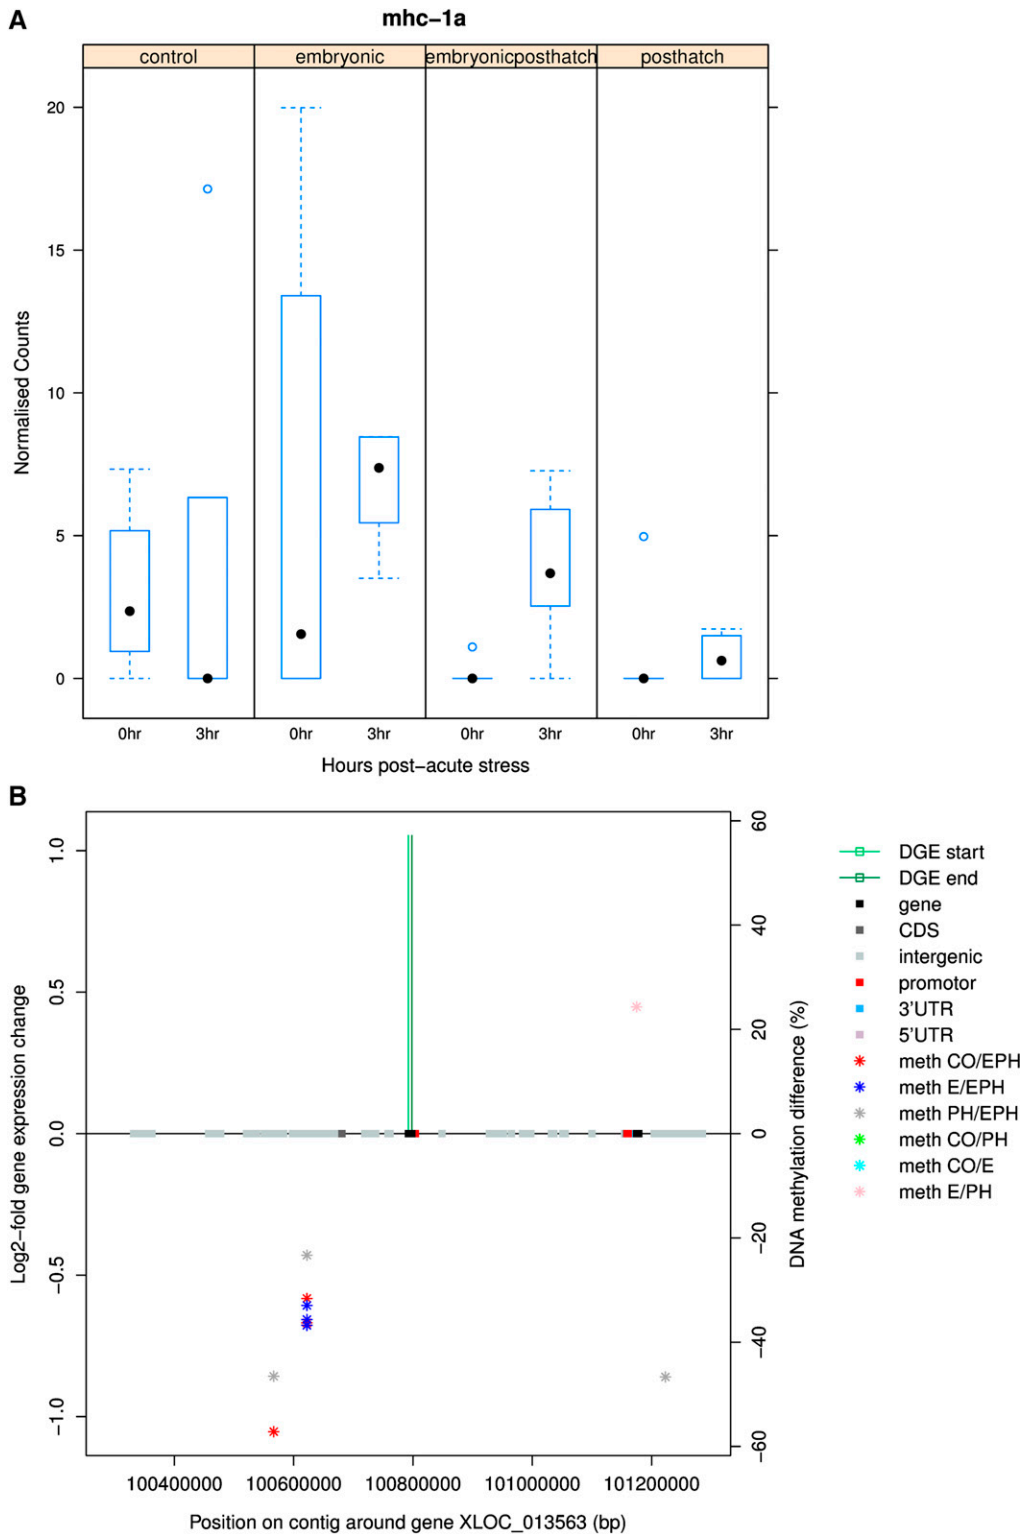 A
mhc-1a
control embryonic embryonicposthatch posthatch
20
15
10
5
0
Normalised Counts
0hr 3hr 0hr 3hr 0hr 3hr 0hr 3hr
Hours post-acute stress
B
1.0
0.5
0.0
-0.5
-1.0
Log2-fold gene expression change
60
40
20
0
-20
-40
-60
DNA methylation difference (%)
100400000 100600000 100800000 101000000 101200000
Position on contig around gene XLOC_013563 (bp)
DGE start
DGE end
gene
CDS
intergenic
promotor
3'UTR
5'UTR
meth CO/EPH
meth E/EPH
meth PH/EPH
meth CO/PH
meth CO/E
meth E/PH